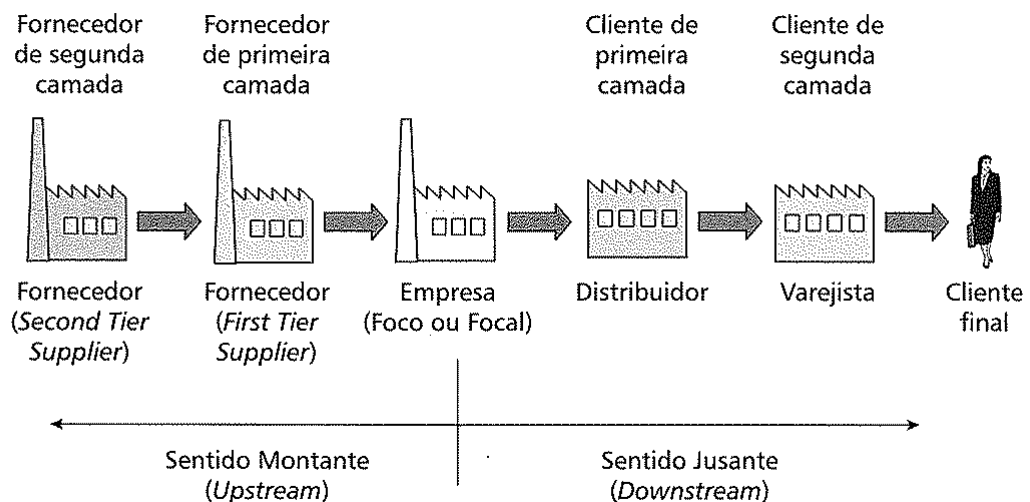 Fornecedor
de segunda
camada
Fornecedor
de primeira
camada
Cliente de
primeira
camada
Cliente de
segunda
camada
Fornecedor
(Second Tier
Supplier)
Fornecedor
(First Tier
Supplier)
Empresa
(Foco ou Focal)
Distribuidor
Varejista
Cliente
final
Sentido Montante
(Upstream)
Sentido Jusante
(Downstream)